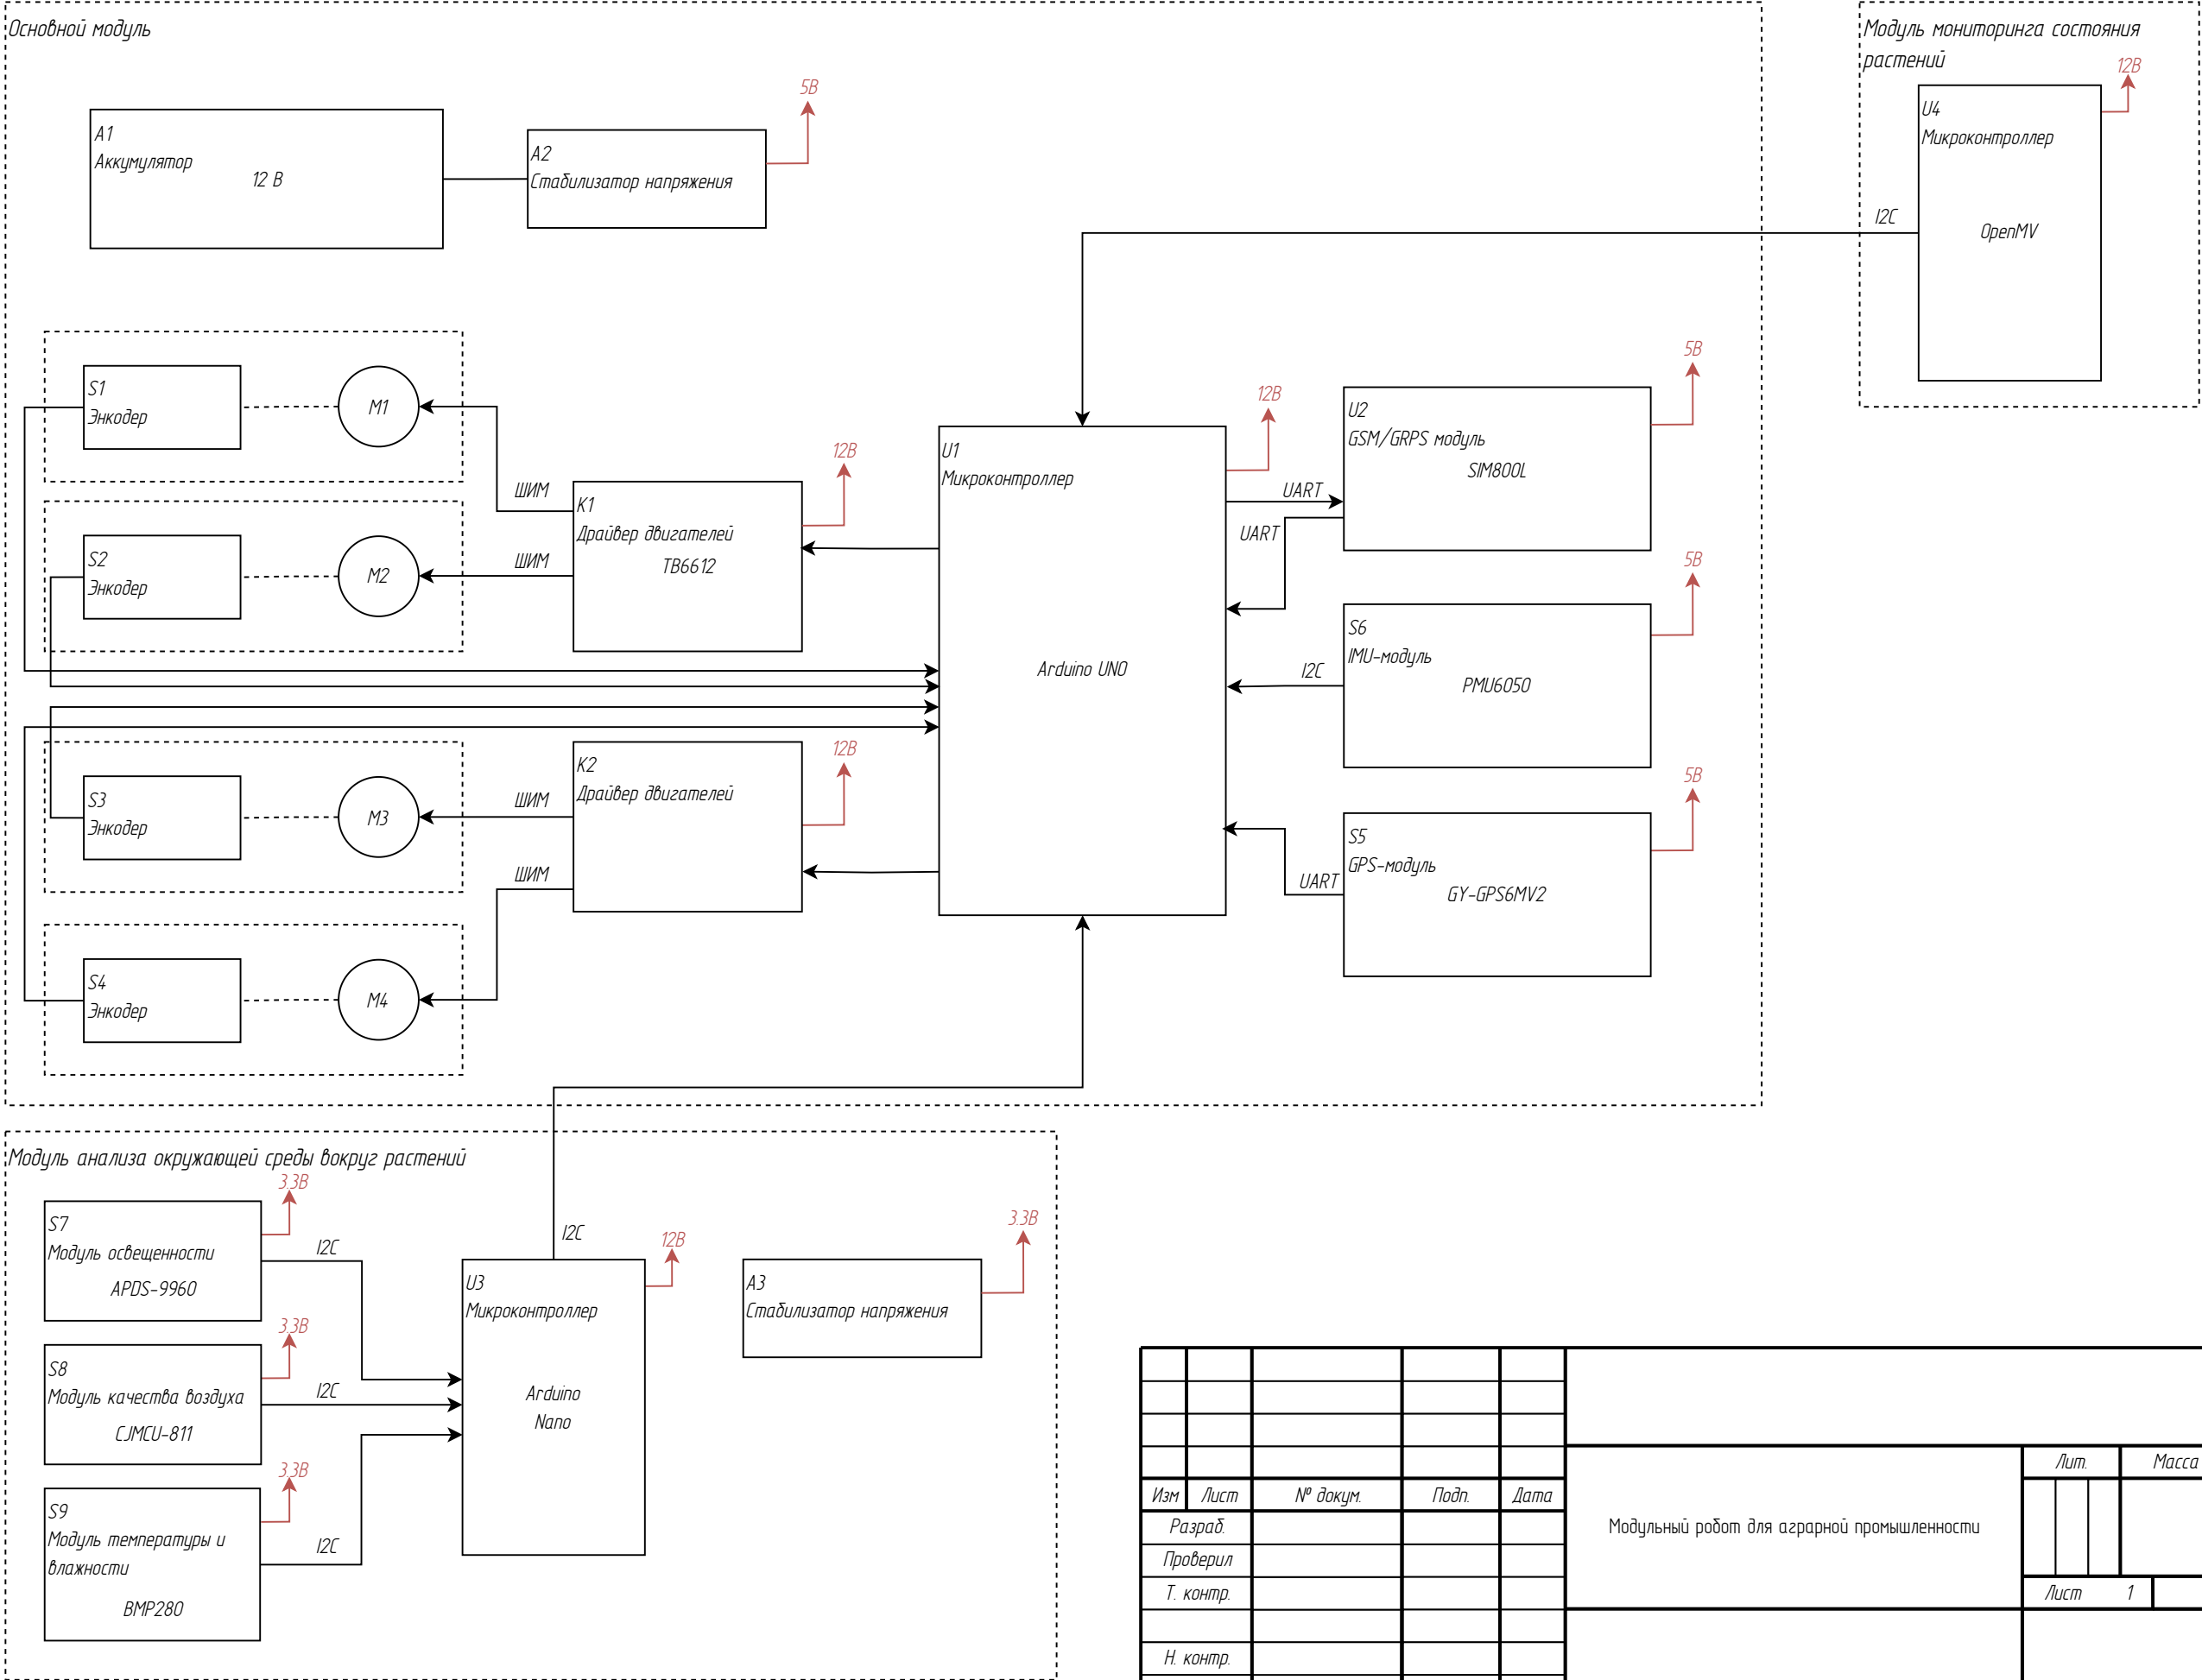 Основной модуль
A1
Аккумулятор
12 В
A2
Стабилизатор напряжения
5В
Модуль мониторинга состояния
растений
12В
U4
Микроконтроллер
OpenMV
I2C
S1
Энкодер
M1
ШИМ
S2
Энкодер
M2
ШИМ
K1
Драйвер двигателей
TB6612
12В
U1
Микроконтроллер
Arduino UNO
12В
UART
UART
U2
GSM/GRPS модуль
SIM800L
5В
I2C
S6
IMU-модуль
PMU6050
5В
UART
S5
GPS-модуль
GY-GPS6MV2
5В
S3
Энкодер
M3
ШИМ
K2
Драйвер двигателей
12В
ШИМ
S4
Энкодер
M4
Модуль анализа окружающей среды вокруг растений
3.3В
S7
Модуль освещенности
APDS-9960
I2C
3.3В
S8
Модуль качества воздуха
CJMCU-811
I2C
3.3В
S9
Модуль температуры и
влажности
BMP280
I2C
I2C
12В
U3
Микроконтроллер
Arduino
Nano
3.3В
A3
Стабилизатор напряжения
Лит. Масса
Изм Лист № докум. Подп. Дата
Разраб.
Модульный робот для аграрной промышленности
Проверил
Т. контр.
Лист 1
Н. контр.